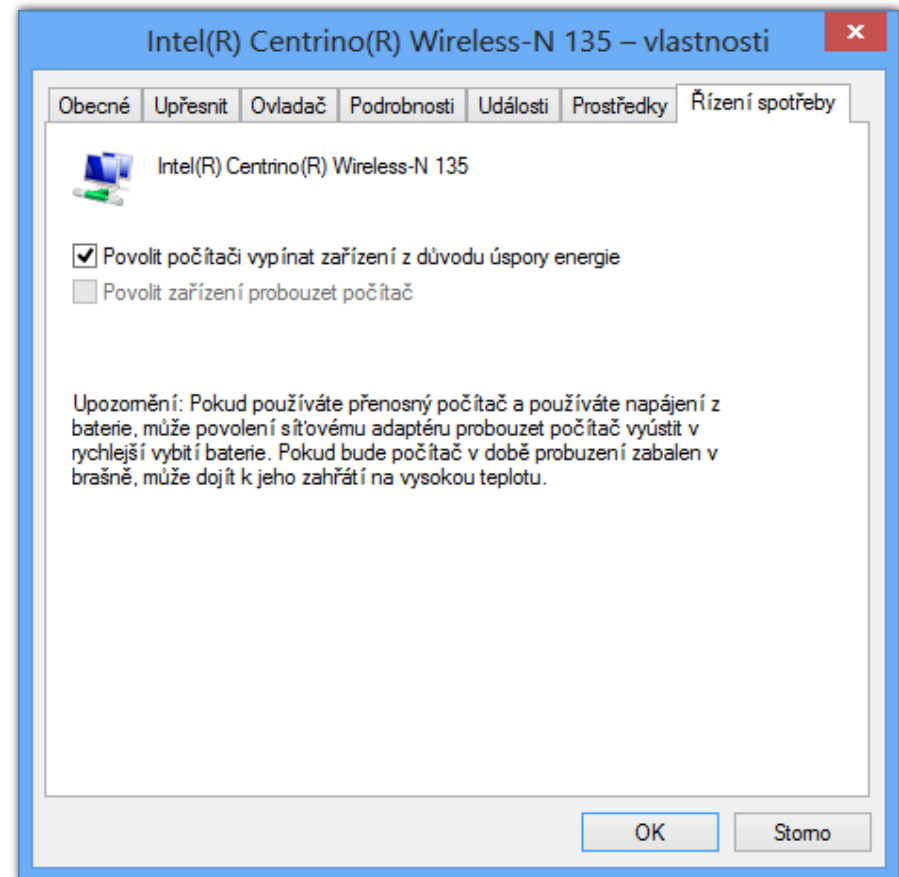 Intel(R) Centrino(R) Wireless-N 135 – vlastnosti
Obecné Upřesnit Ovladač Podrobnosti Události Prostředky Řízení spotřeby
Intel(R) Centrino(R) Wireless-N 135
Povolit počítači vypínat zařízení z důvodu úspory energie
Povolit zařízení probouzet počítač
Upozornění: Pokud používáte přenosný počítač a používáte napájení z
baterie, může povolení síťovému adaptéru probouzet počítač vyústit v
rychlejší vybití baterie. Pokud bude počítač v době probuzení zabalen v
brašně, může dojít k jeho zahřátí na vysokou teplotu.
OK Storno